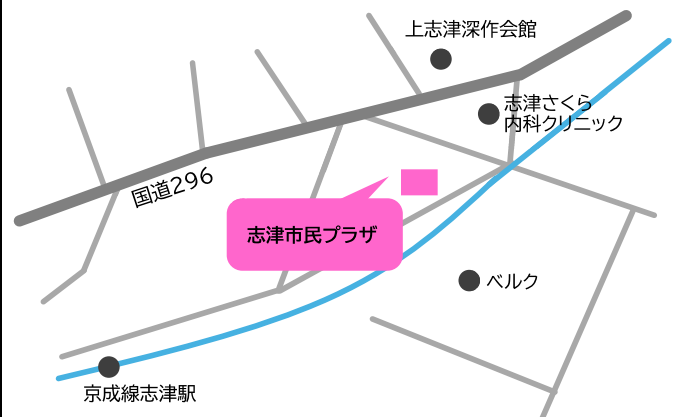 上志津深作会館
志津さくら
内科クリニック
国道296
志津市民プラザ
ベルク
京成線志津駅